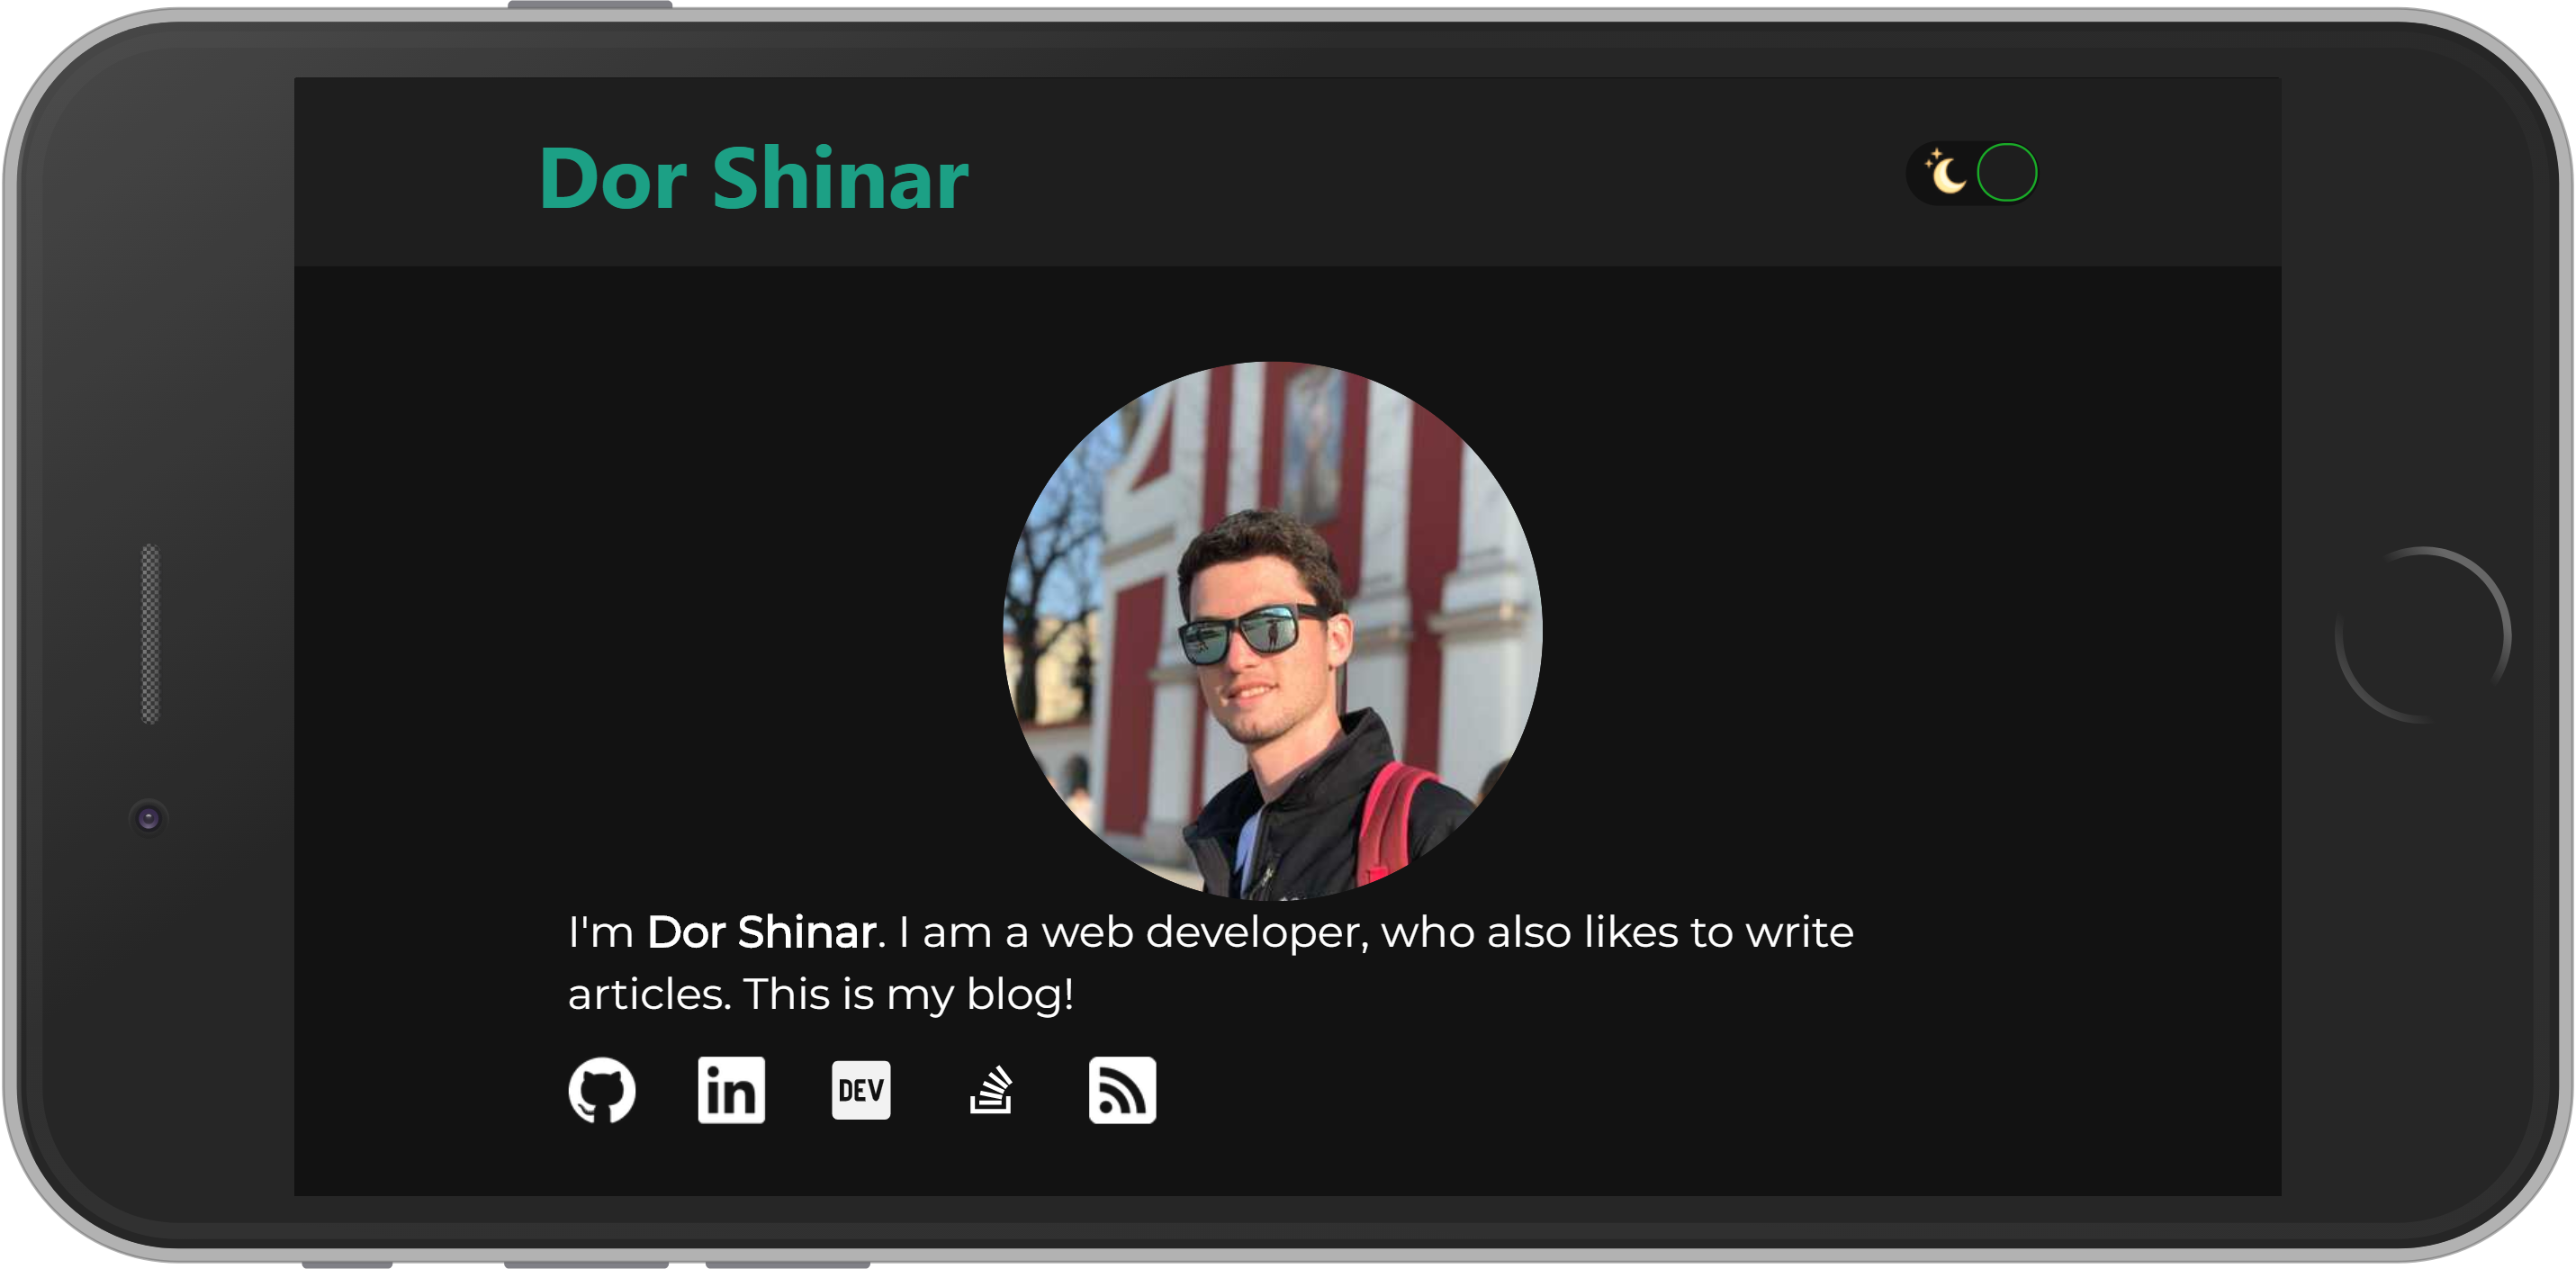 Dor Shinar
I'm Dor Shinar. I am a web developer, who also likes to write
articles. This is my blog!
in DEV